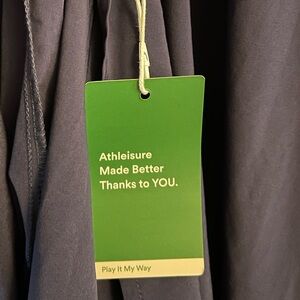 Athleisure
Made Better
Thanks to YOU.
Play It My Way